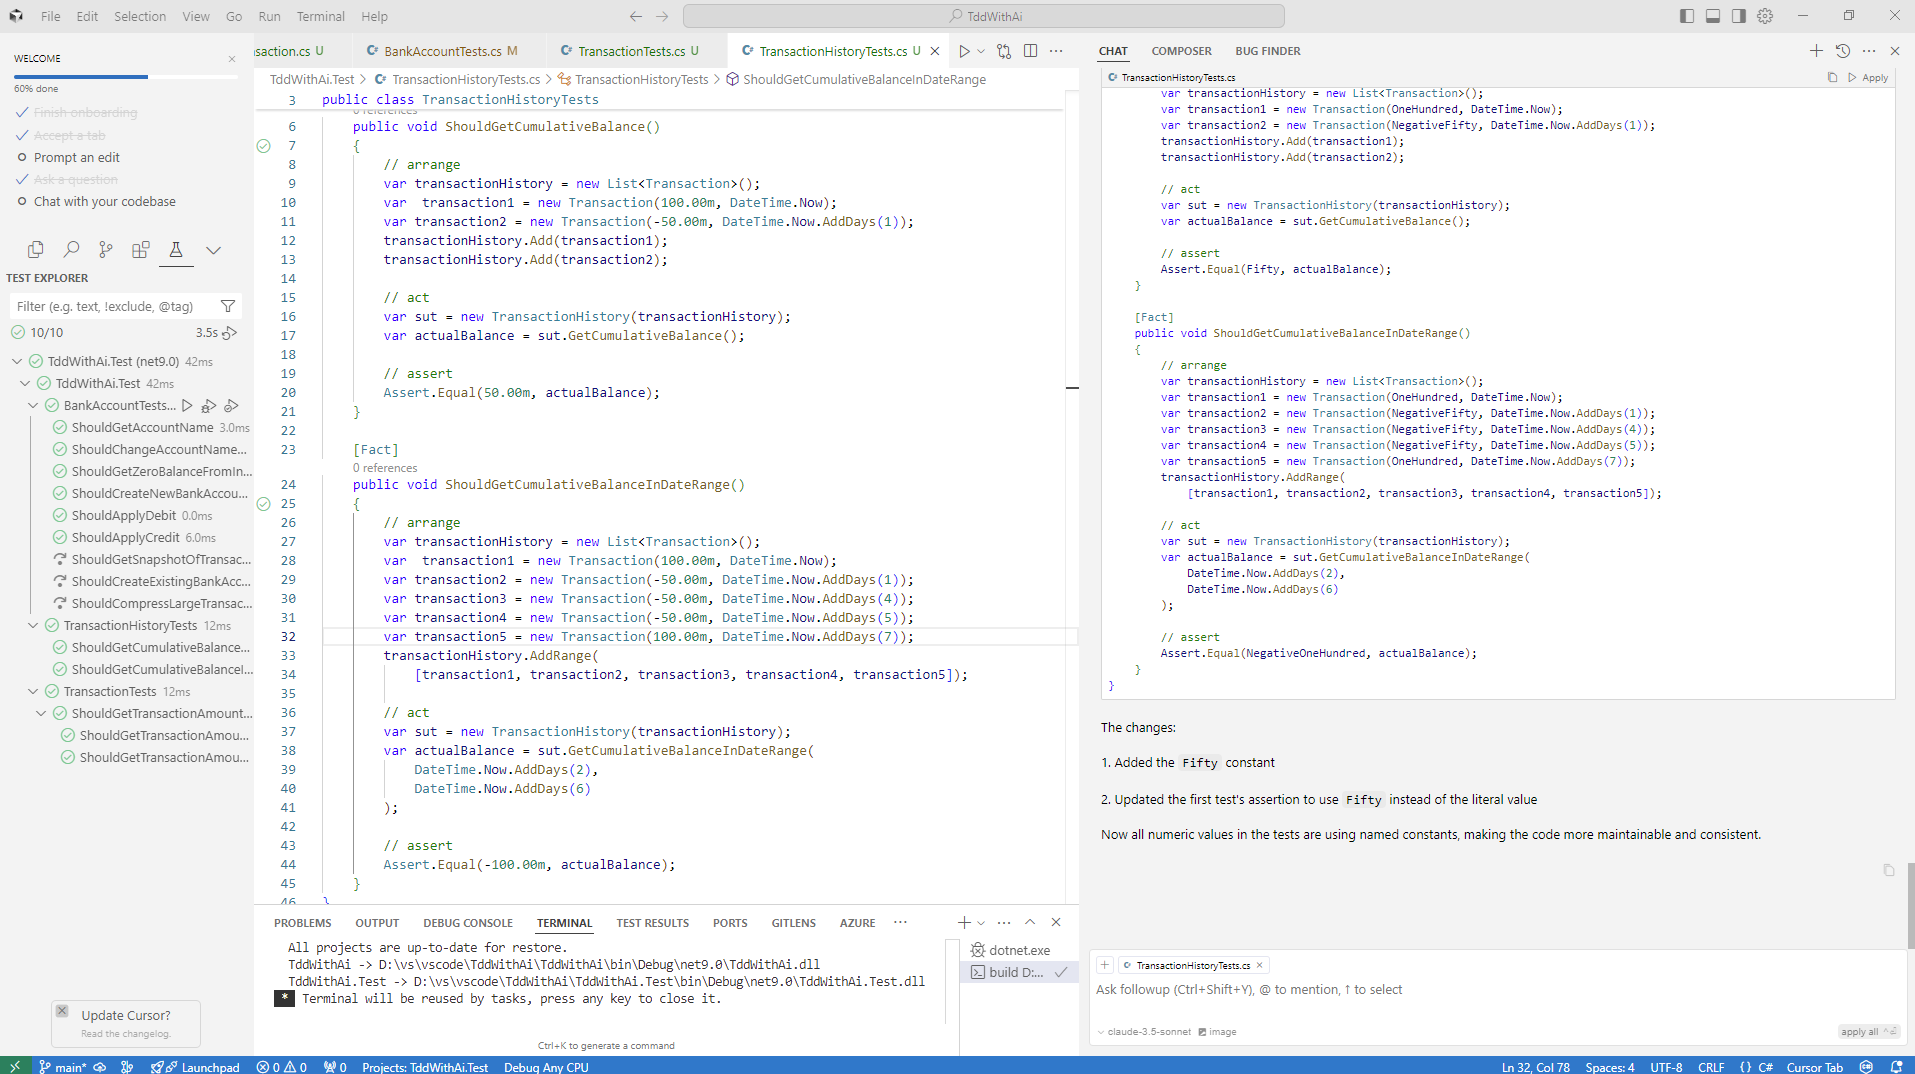 File Edit Selection View Go Run Terminal Help
TddWithAi
WELCOME
60% done
Finish onboarding
Accept a tab
Prompt an edit
Ask a question
Chat with your codebase
TEST EXPLORER
Filter (e.g. text, !exclude, @tag)
10/10 3.5s
TddWithAi.Test (net9.0) 42ms
TddWithAi.Test 42ms
BankAccountTests...
ShouldGetAccountName 3.0ms
ShouldChangeAccountName...
ShouldGetZeroBalanceFromIn...
ShouldCreateNewBankAccou...
ShouldApplyDebit 0.0ms
ShouldApplyCredit 6.0ms
ShouldGetSnapshotOfTransac...
ShouldCreateExistingBankAcc...
ShouldCompressLargeTransac...
TransactionHistoryTests 12ms
ShouldGetCumulativeBalance...
ShouldGetCumulativeBalanceI...
TransactionTests 12ms
ShouldGetTransactionAmount...
ShouldGetTransactionAmou...
ShouldGetTransactionAmou...
Update Cursor?
Read the changelog.
saction.cs U
BankAccountTests.cs M
TransactionTests.cs U
TransactionHistoryTests.cs U
TddWithAi.Test > TransactionHistoryTests.cs > TransactionHistoryTests > ShouldGetCumulativeBalanceInDateRange
3 public class TransactionHistoryTests
0 references
6 public void ShouldGetCumulativeBalance()
7 {
8 // arrange
9 var transactionHistory = new List<Transaction>();
10 var  transaction1 = new Transaction(100.00m, DateTime.Now);
11 var transaction2 = new Transaction(-50.00m, DateTime.Now.AddDays(1));
12 transactionHistory.Add(transaction1);
13 transactionHistory.Add(transaction2);
14
15 // act
16 var sut = new TransactionHistory(transactionHistory);
17 var actualBalance = sut.GetCumulativeBalance();
18
19 // assert
20 Assert.Equal(50.00m, actualBalance);
21 }
22
23 [Fact]
0 references
24 public void ShouldGetCumulativeBalanceInDateRange()
25 {
26 // arrange
27 var transactionHistory = new List<Transaction>();
28 var  transaction1 = new Transaction(100.00m, DateTime.Now);
29 var transaction2 = new Transaction(-50.00m, DateTime.Now.AddDays(1));
30 var transaction3 = new Transaction(-50.00m, DateTime.Now.AddDays(4));
31 var transaction4 = new Transaction(-50.00m, DateTime.Now.AddDays(5));
32 var transaction5 = new Transaction(100.00m, DateTime.Now.AddDays(7));
33 transactionHistory.AddRange(
34 [transaction1, transaction2, transaction3, transaction4, transaction5]);
35
36 // act
37 var sut = new TransactionHistory(transactionHistory);
38 var actualBalance = sut.GetCumulativeBalanceInDateRange(
39 DateTime.Now.AddDays(2),
40 DateTime.Now.AddDays(6)
41 );
42
43 // assert
44 Assert.Equal(-100.00m, actualBalance);
45 }
46 }
PROBLEMS OUTPUT DEBUG CONSOLE TERMINAL TEST RESULTS PORTS GITLENS AZURE
All projects are up-to-date for restore.
TddWithAi -> D:\vs\vscode\TddWithAi\TddWithAi\bin\Debug\net9.0\TddWithAi.dll
TddWithAi.Test -> D:\vs\vscode\TddWithAi\TddWithAi.Test\bin\Debug\net9.0\TddWithAi.Test.dll
* Terminal will be reused by tasks, press any key to close it.
Ctrl+K to generate a command
dotnet.exe
build D:...
CHAT COMPOSER BUG FINDER
TransactionHistoryTests.cs Apply
var transactionHistory = new List<Transaction>();
var transaction1 = new Transaction(OneHundred, DateTime.Now);
var transaction2 = new Transaction(NegativeFifty, DateTime.Now.AddDays(1));
transactionHistory.Add(transaction1);
transactionHistory.Add(transaction2);
// act
var sut = new TransactionHistory(transactionHistory);
var actualBalance = sut.GetCumulativeBalance();
// assert
Assert.Equal(Fifty, actualBalance);
}
[Fact]
public void ShouldGetCumulativeBalanceInDateRange()
{
// arrange
var transactionHistory = new List<Transaction>();
var transaction1 = new Transaction(OneHundred, DateTime.Now);
var transaction2 = new Transaction(NegativeFifty, DateTime.Now.AddDays(1));
var transaction3 = new Transaction(NegativeFifty, DateTime.Now.AddDays(4));
var transaction4 = new Transaction(NegativeFifty, DateTime.Now.AddDays(5));
var transaction5 = new Transaction(OneHundred, DateTime.Now.AddDays(7));
transactionHistory.AddRange(
[transaction1, transaction2, transaction3, transaction4, transaction5]);
// act
var sut = new TransactionHistory(transactionHistory);
var actualBalance = sut.GetCumulativeBalanceInDateRange(
DateTime.Now.AddDays(2),
DateTime.Now.AddDays(6)
);
// assert
Assert.Equal(NegativeOneHundred, actualBalance);
}
}
The changes:
1. Added the Fifty constant
2. Updated the first test's assertion to use Fifty instead of the literal value
Now all numeric values in the tests are using named constants, making the code more maintainable and consistent.
TransactionHistoryTests.cs
Ask followup (Ctrl+Shift+Y), @ to mention, ↑ to select
claude-3.5-sonnet image apply all
main* Launchpad 0 0 0 Projects: TddWithAi.Test Debug Any CPU Ln 32, Col 78 Spaces: 4 UTF-8 CRLF {} C# Cursor Tab